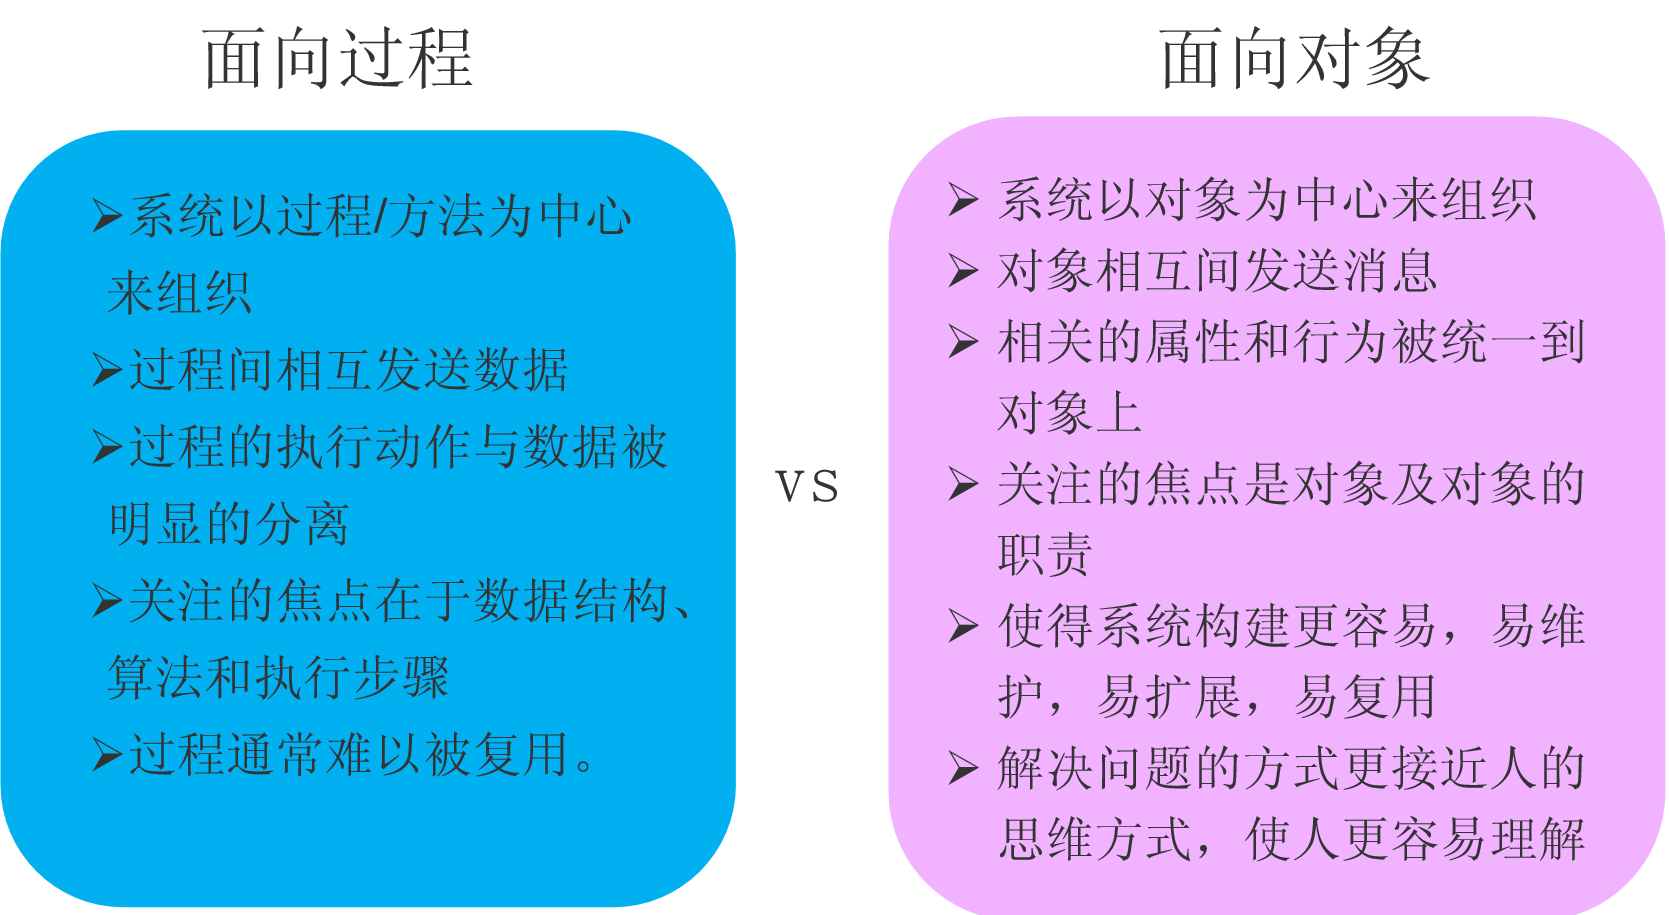 面向过程
➢系统以过程/方法为中心
来组织
➢过程间相互发送数据
➢过程的执行动作与数据被
明显的分离
➢关注的焦点在于数据结构、
算法和执行步骤
➢过程通常难以被复用。
vs
面向对象
➢ 系统以对象为中心来组织
➢ 对象相互间发送消息
➢ 相关的属性和行为被统一到
对象上
➢ 关注的焦点是对象及对象的
职责
➢ 使得系统构建更容易，易维
护，易扩展，易复用
➢ 解决问题的方式更接近人的
思维方式，使人更容易理解